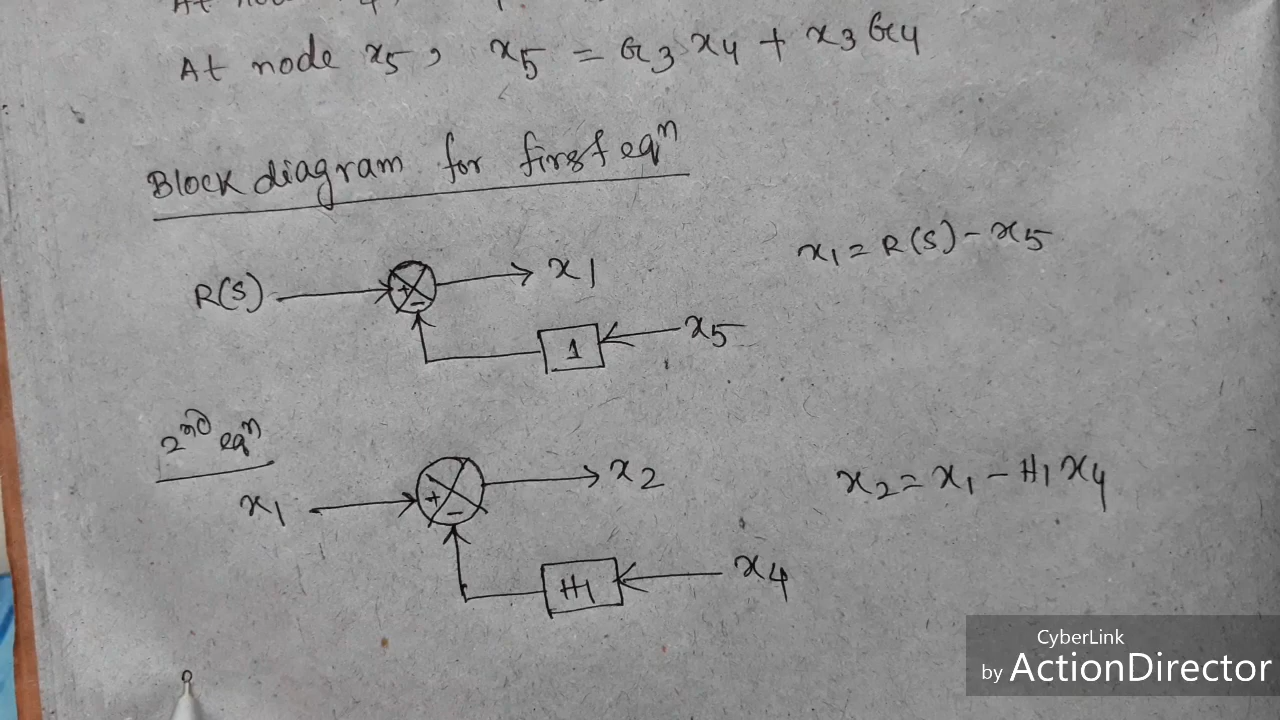 At node x5, x5 = G3 x4 + x3 G4
Block diagram for first eqn
R(S) + - x1
x1 = R(S) - x5
1 x5
2nd eqn
x1 + - x2
x2 = x1 - H1 x4
H1 x4
CyberLink
by ActionDirector